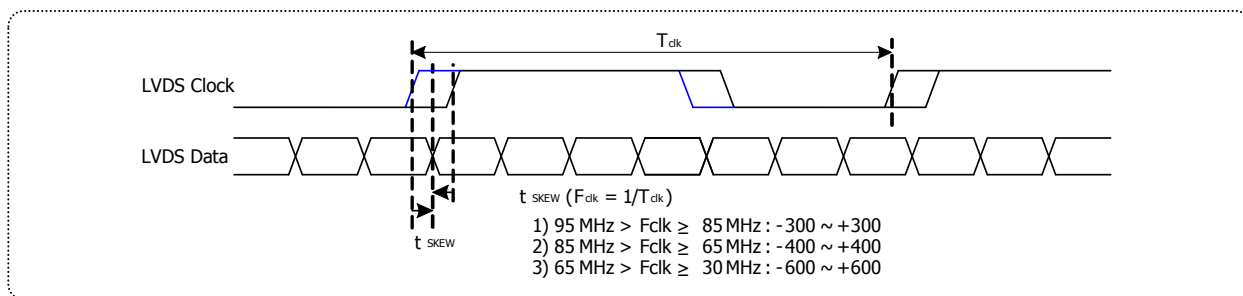 Tclk
LVDS Clock
LVDS Data
t SKEW (Fclk = 1/Tclk)
1) 95 MHz > Fclk ≥ 85 MHz : -300 ~ +300
2) 85 MHz > Fclk ≥ 65 MHz : -400 ~ +400
3) 65 MHz > Fclk ≥ 30 MHz : -600 ~ +600
t SKEW